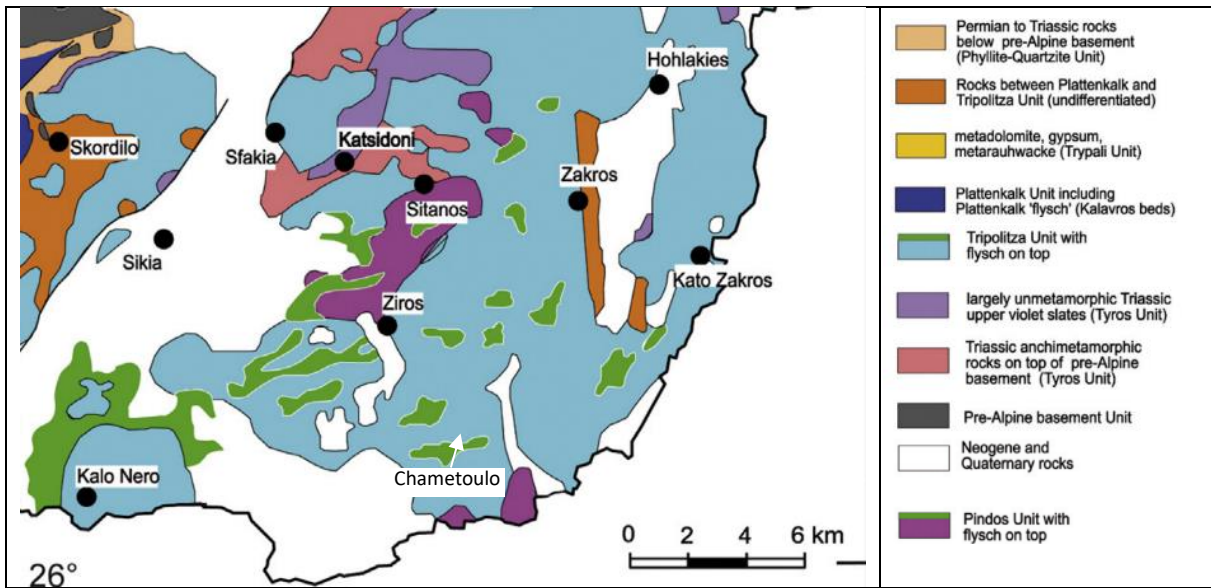 Hohlakies
Skordilo
Sfakia
Katsidoni
Zakros
Sitanos
Sikia
Kato Zakros
Ziros
Kalo Nero
Chametoulo
0 2 4 6 km
26°
Permian to Triassic rocks
below pre-Alpine basement
(Phyllite-Quartzite Unit)
Rocks between Plattenkalk and
Tripolitza Unit (undifferentiated)
metadolomite, gypsum,
metarauhwacke (Trypali Unit)
Plattenkalk Unit including
Plattenkalk 'flysch' (Kalavros beds)
Tripolitza Unit with
flysch on top
largely unmetamorphic Triassic
upper violet slates (Tyros Unit)
Triassic anchimetamorphic
rocks on top of pre-Alpine
basement (Tyros Unit)
Pre-Alpine basement Unit
Neogene and
Quaternary rocks
Pindos Unit with
flysch on top